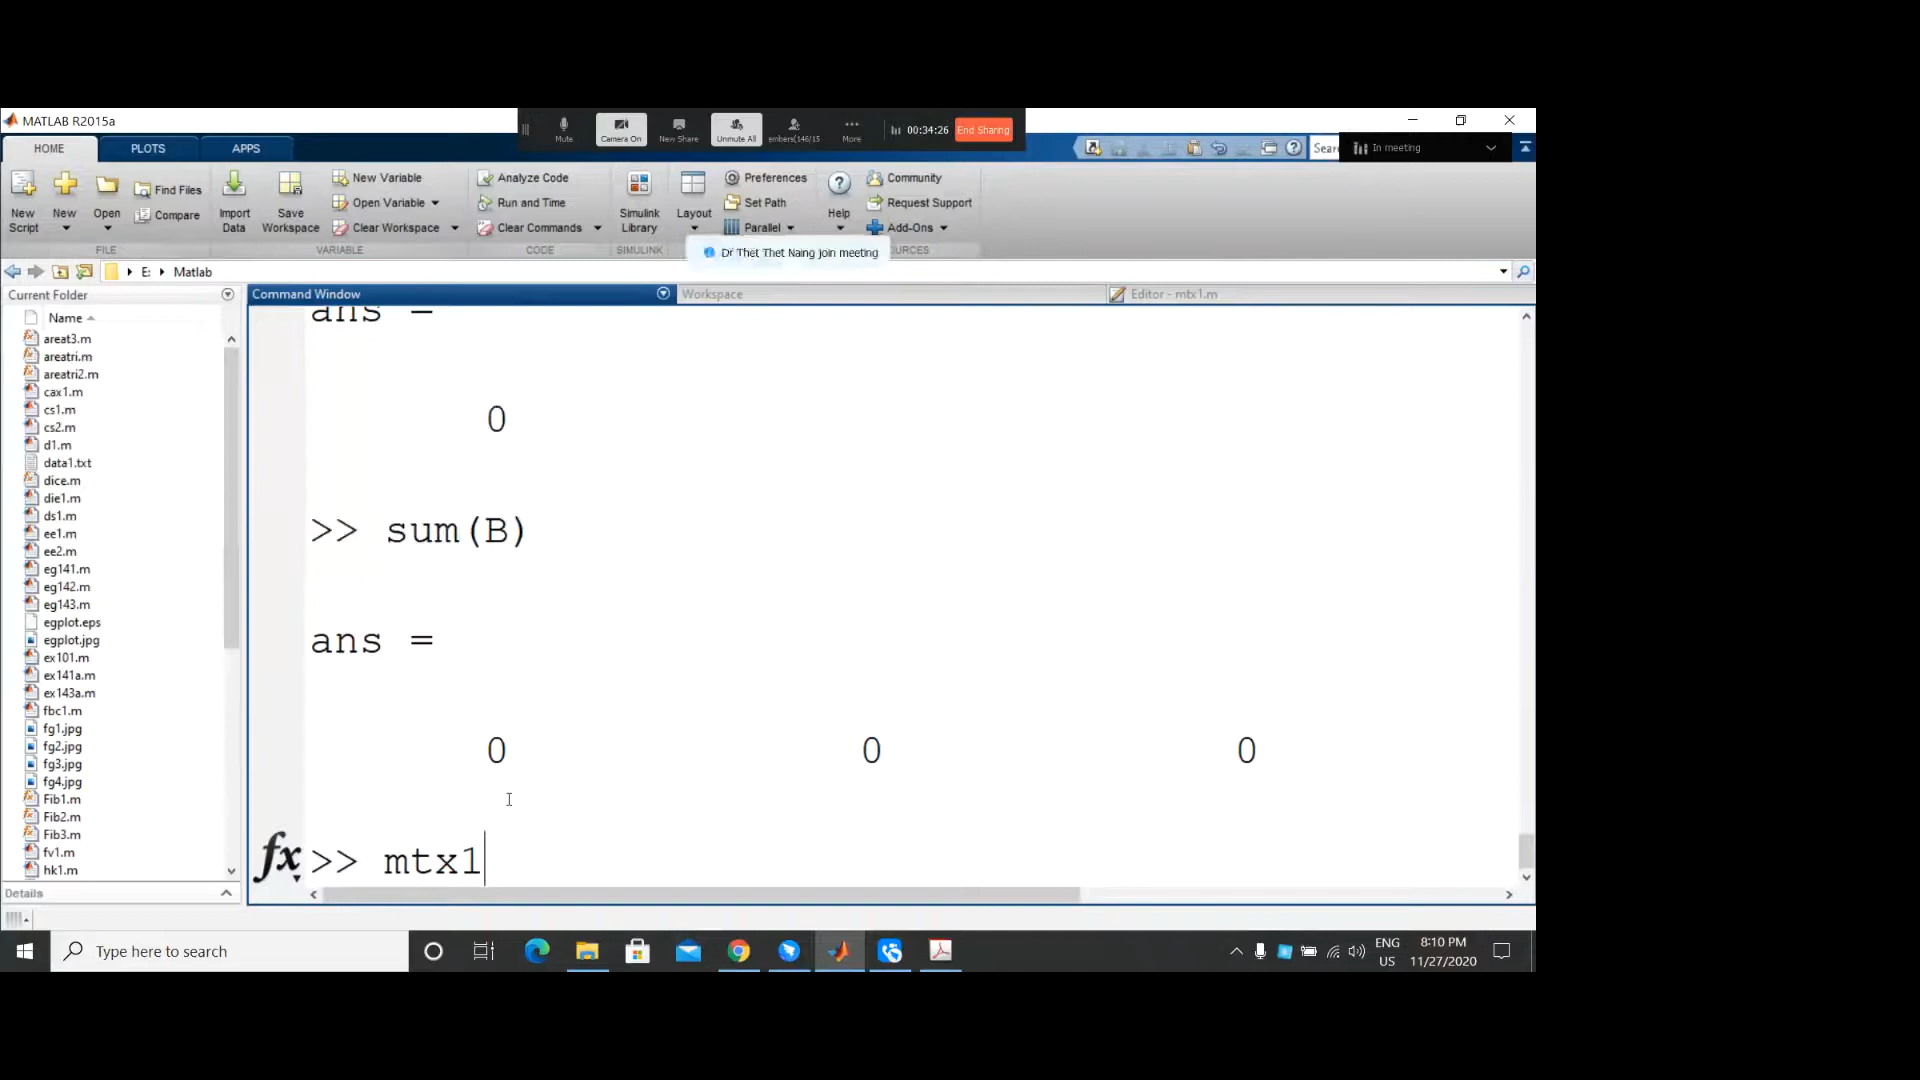 MATLAB R2015a
Mute
Camera On
New Share
Unmute All
embers(146/15
More
00:34:26
End Sharing
HOME
PLOTS
APPS
Sear
In meeting
New Script
New
Open
Find Files
Compare
Import Data
Save Workspace
New Variable
Open Variable
Clear Workspace
Analyze Code
Run and Time
Clear Commands
Simulink Library
Layout
Preferences
Set Path
Parallel
Help
Community
Request Support
Add-Ons
FILE
VARIABLE
CODE
SIMULINK
OURCES
Dr Thet Thet Naing join meeting
E:
Matlab
Current Folder
Command Window
Workspace
Editor - mtx1.m
Name
areat3.m
areatri.m
areatri2.m
cax1.m
cs1.m
cs2.m
d1.m
data1.txt
dice.m
die1.m
ds1.m
ee1.m
ee2.m
eg141.m
eg142.m
eg143.m
egplot.eps
egplot.jpg
ex101.m
ex141a.m
ex143a.m
fbc1.m
fg1.jpg
fg2.jpg
fg3.jpg
fg4.jpg
Fib1.m
Fib2.m
Fib3.m
fv1.m
hk1.m
Details
ans =
0
>> sum(B)
ans =
0 0 0
fx >> mtx1
Type here to search
ENG
US
8:10 PM
11/27/2020